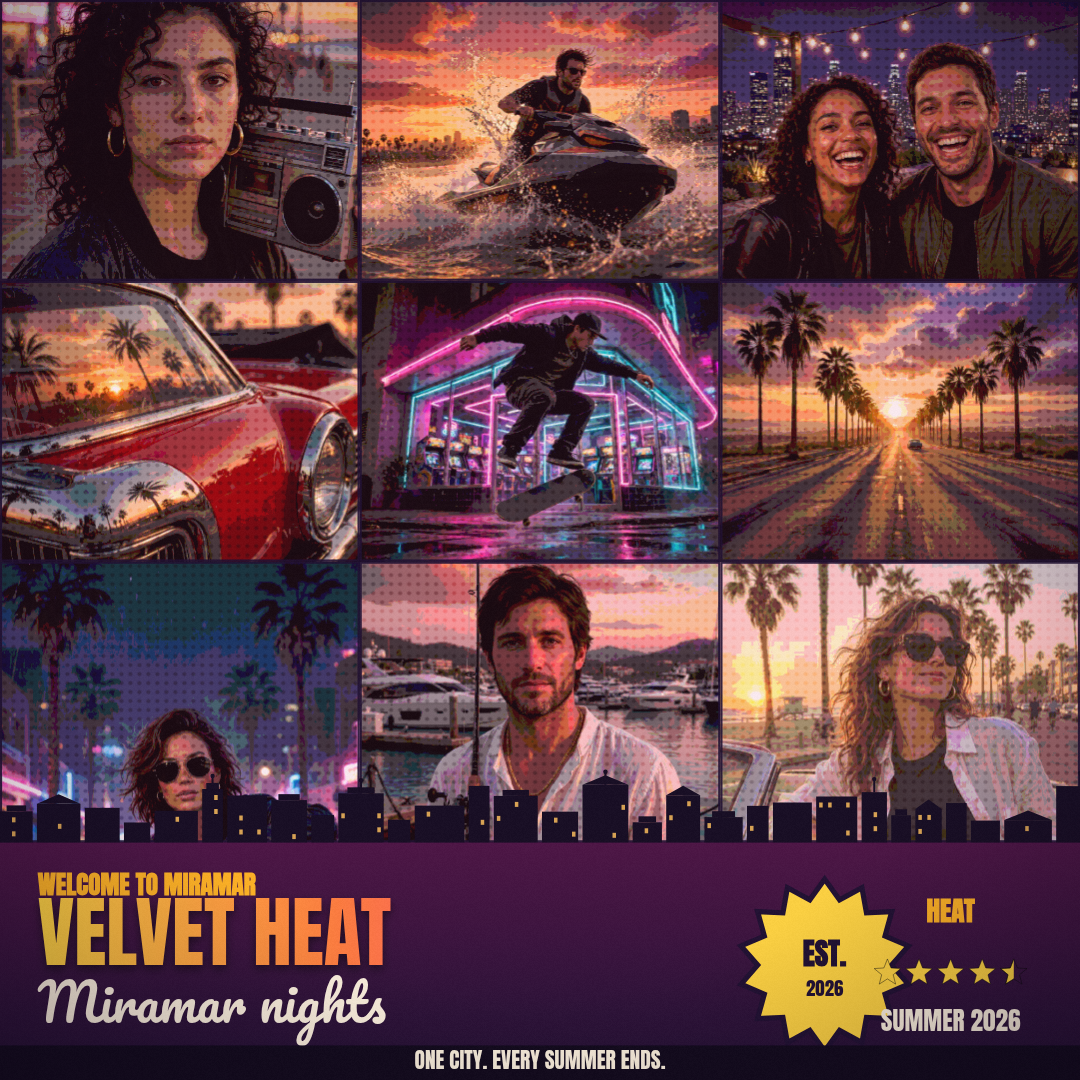 WELCOME TO MIRAMAR
VELVET HEAT
Miramar nights
EST.
2026
HEAT
SUMMER 2026
ONE CITY. EVERY SUMMER ENDS.